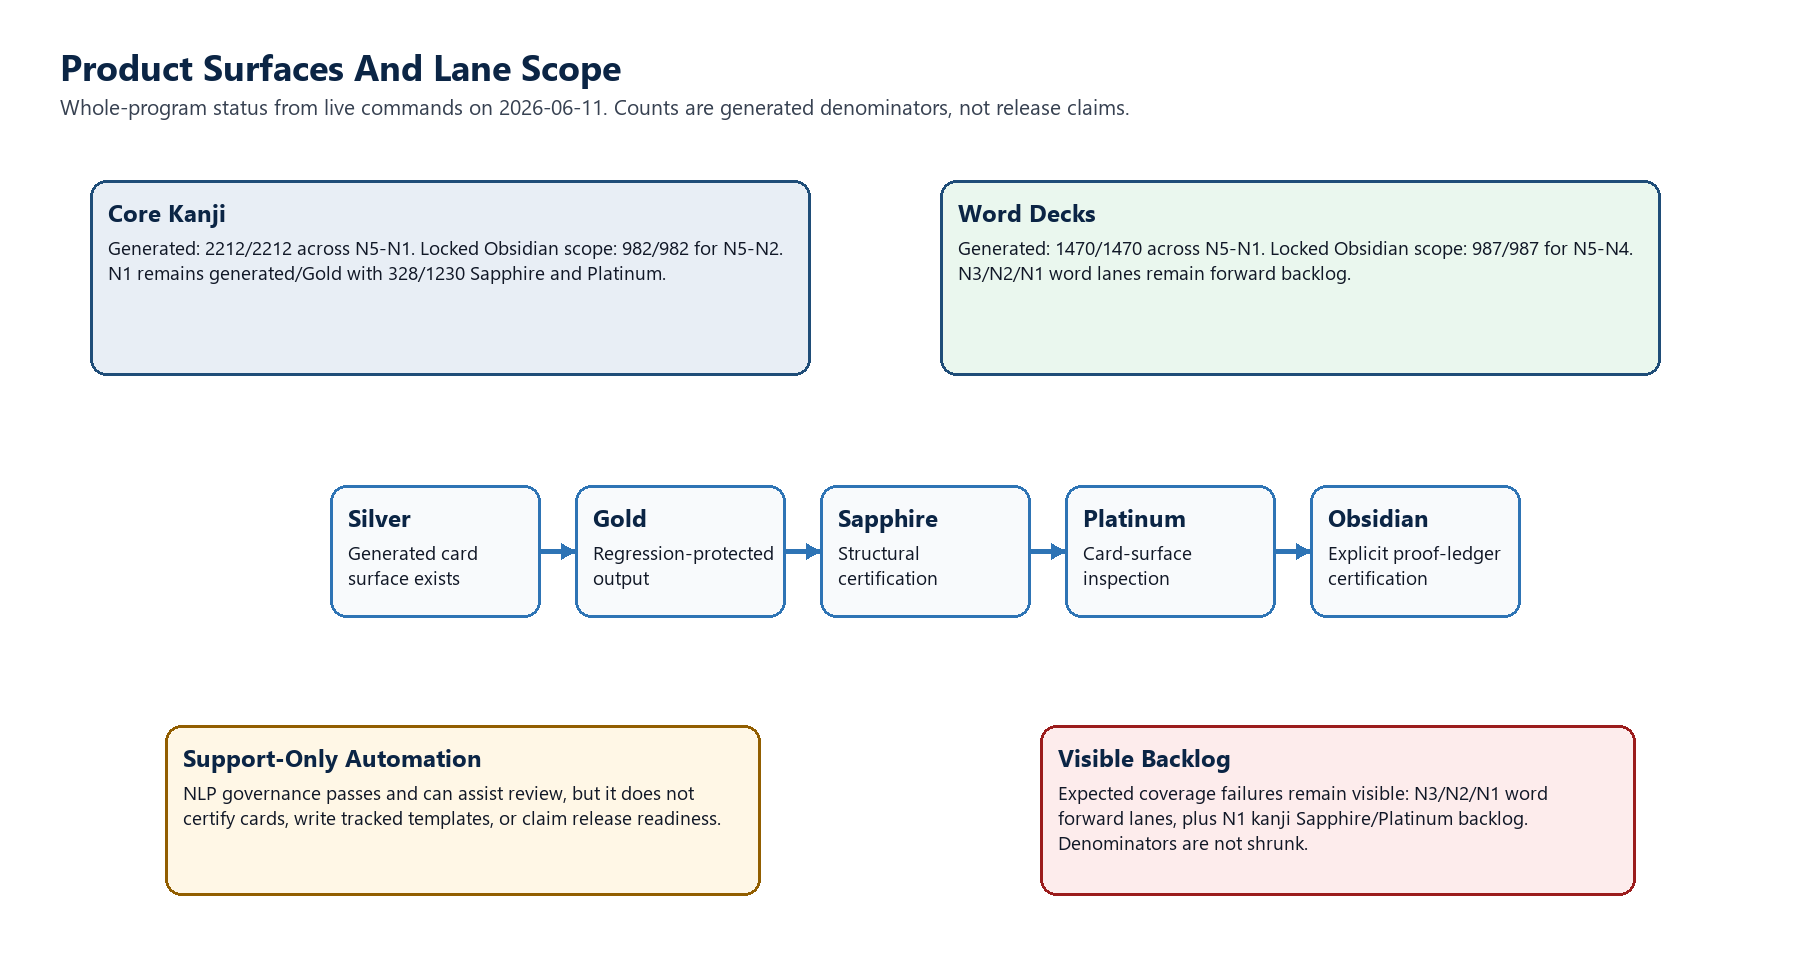 Product Surfaces And Lane Scope
Whole-program status from live commands on 2026-06-11. Counts are generated denominators, not release claims.
Core Kanji
Generated: 2212/2212 across N5-N1. Locked Obsidian scope: 982/982 for N5-N2.
N1 remains generated/Gold with 328/1230 Sapphire and Platinum.
Word Decks
Generated: 1470/1470 across N5-N1. Locked Obsidian scope: 987/987 for N5-N4.
N3/N2/N1 word lanes remain forward backlog.
Silver
Generated card
surface exists
Gold
Regression-protected
output
Sapphire
Structural
certification
Platinum
Card-surface
inspection
Obsidian
Explicit proof-ledger
certification
Support-Only Automation
NLP governance passes and can assist review, but it does not
certify cards, write tracked templates, or claim release readiness.
Visible Backlog
Expected coverage failures remain visible: N3/N2/N1 word
forward lanes, plus N1 kanji Sapphire/Platinum backlog.
Denominators are not shrunk.